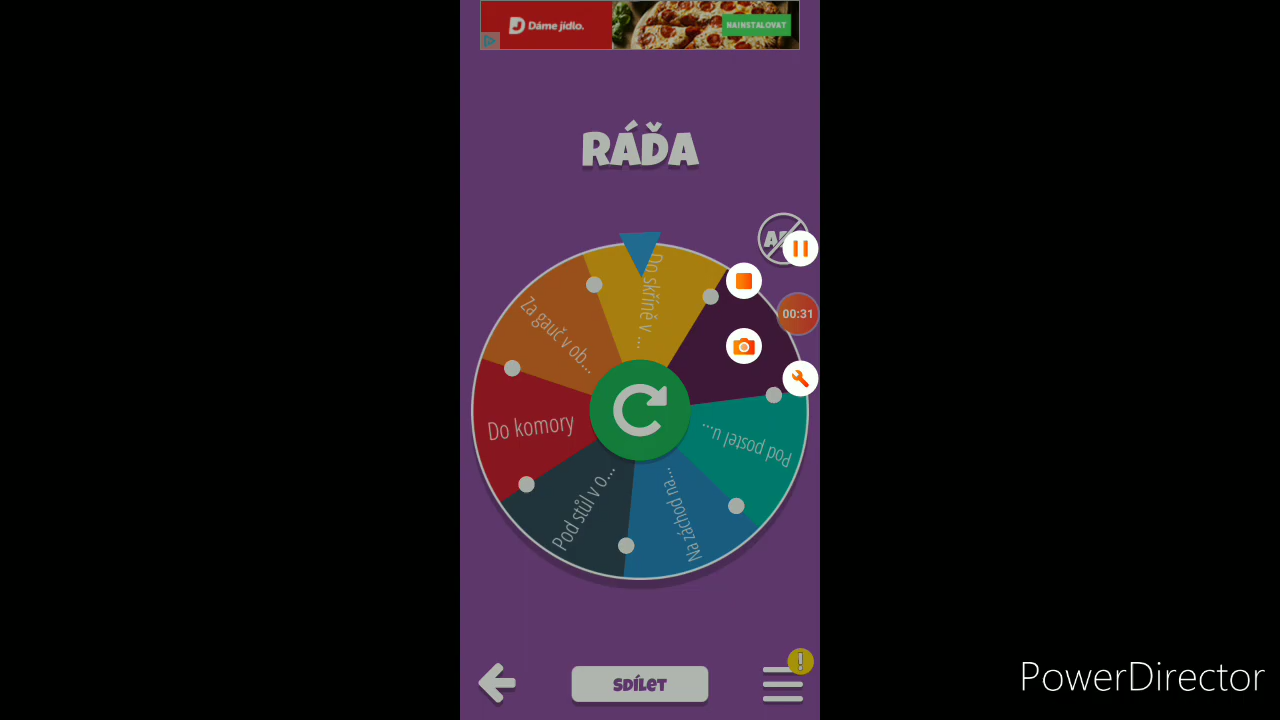 Dáme jídlo.
NAINSTALOVAT
RÁĎA
Do skříně v ...
Za gauč v ob...
00:31
Do komory
Pod postel u...
Pod stůl v o...
Na záchod na...
SDÍLET
!
PowerDirector